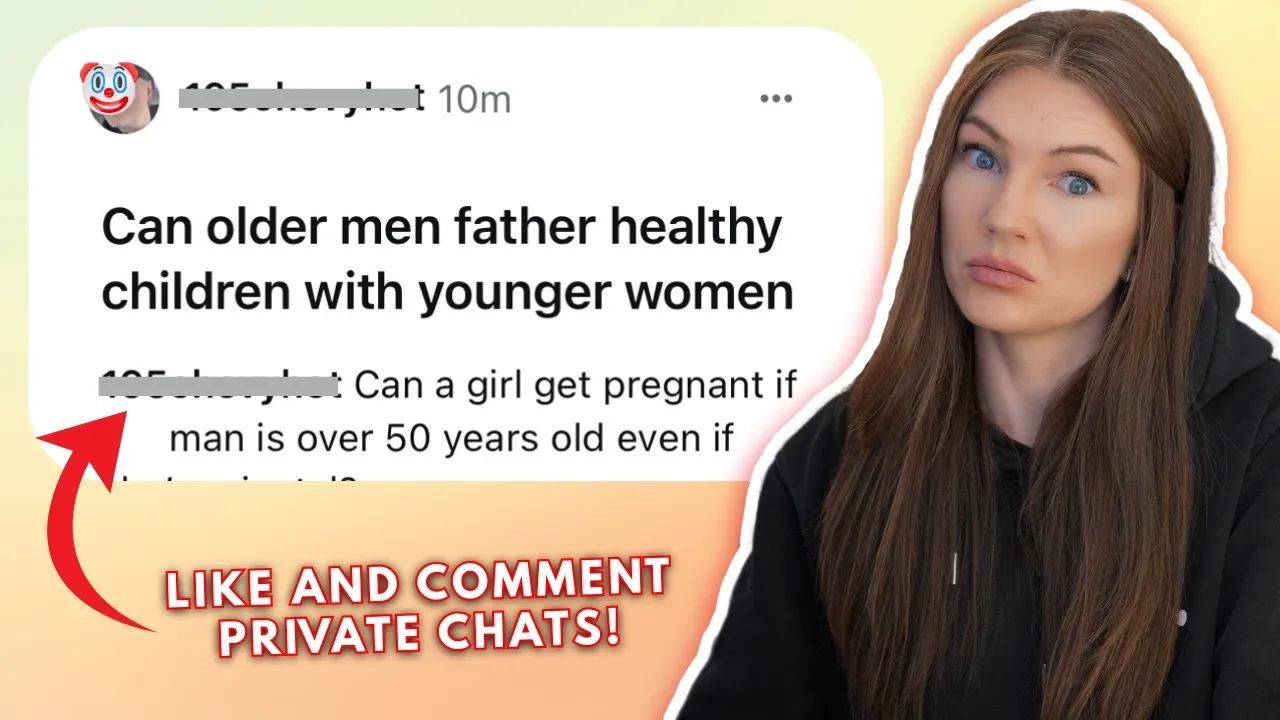 10m
Can older men father healthy
children with younger women
Can a girl get pregnant if
man is over 50 years old even if
LIKE AND COMMENT
PRIVATE CHATS!